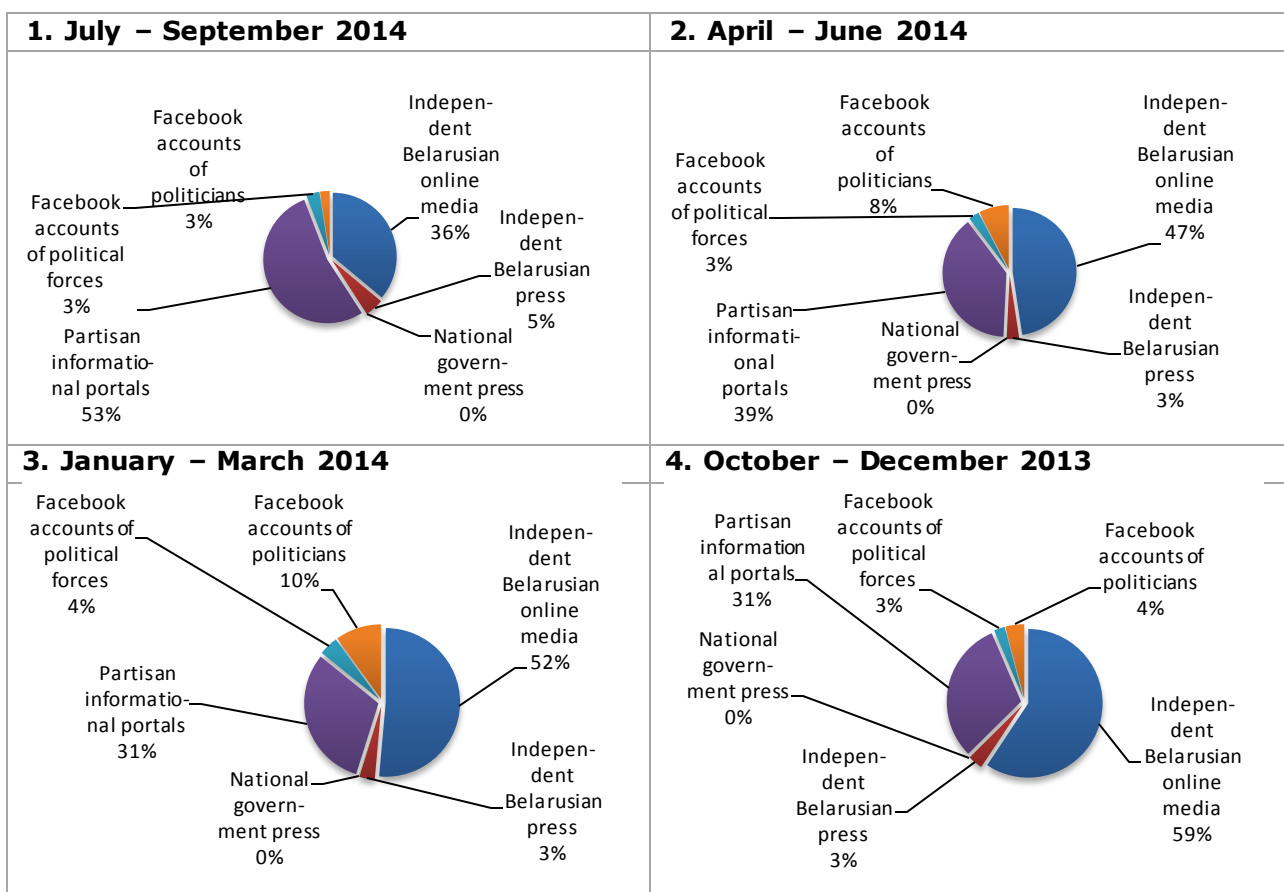 1. July – September 2014
Facebook
accounts
of
politicians
3%
Indepen-
dent
Belarusian
online
media
36%
Facebook
accounts
of political
forces
3%
Indepen-
dent
Belarusian
press
5%
Partisan
informatio-
nal portals
53%
National
govern-
ment press
0%
2. April – June 2014
Facebook
accounts
of
politicians
8%
Indepen-
dent
Belarusian
online
media
47%
Facebook
accounts
of political
forces
3%
Partisan
informati-
onal
portals
39%
National
govern-
ment press
0%
Indepen-
dent
Belarusian
press
3%
3. January – March 2014
Facebook
accounts of
political
forces
4%
Facebook
accounts of
politicians
10%
Indepen-
dent
Belarusian
online
media
52%
Partisan
informatio-
nal portals
31%
National
govern-
ment press
0%
Indepen-
dent
Belarusian
press
3%
4. October – December 2013
Partisan
information
al portals
31%
Facebook
accounts of
political
forces
3%
Facebook
accounts of
politicians
4%
National
govern-
ment press
0%
Indepen-
dent
Belarusian
press
3%
Indepen-
dent
Belarusian
online
media
59%